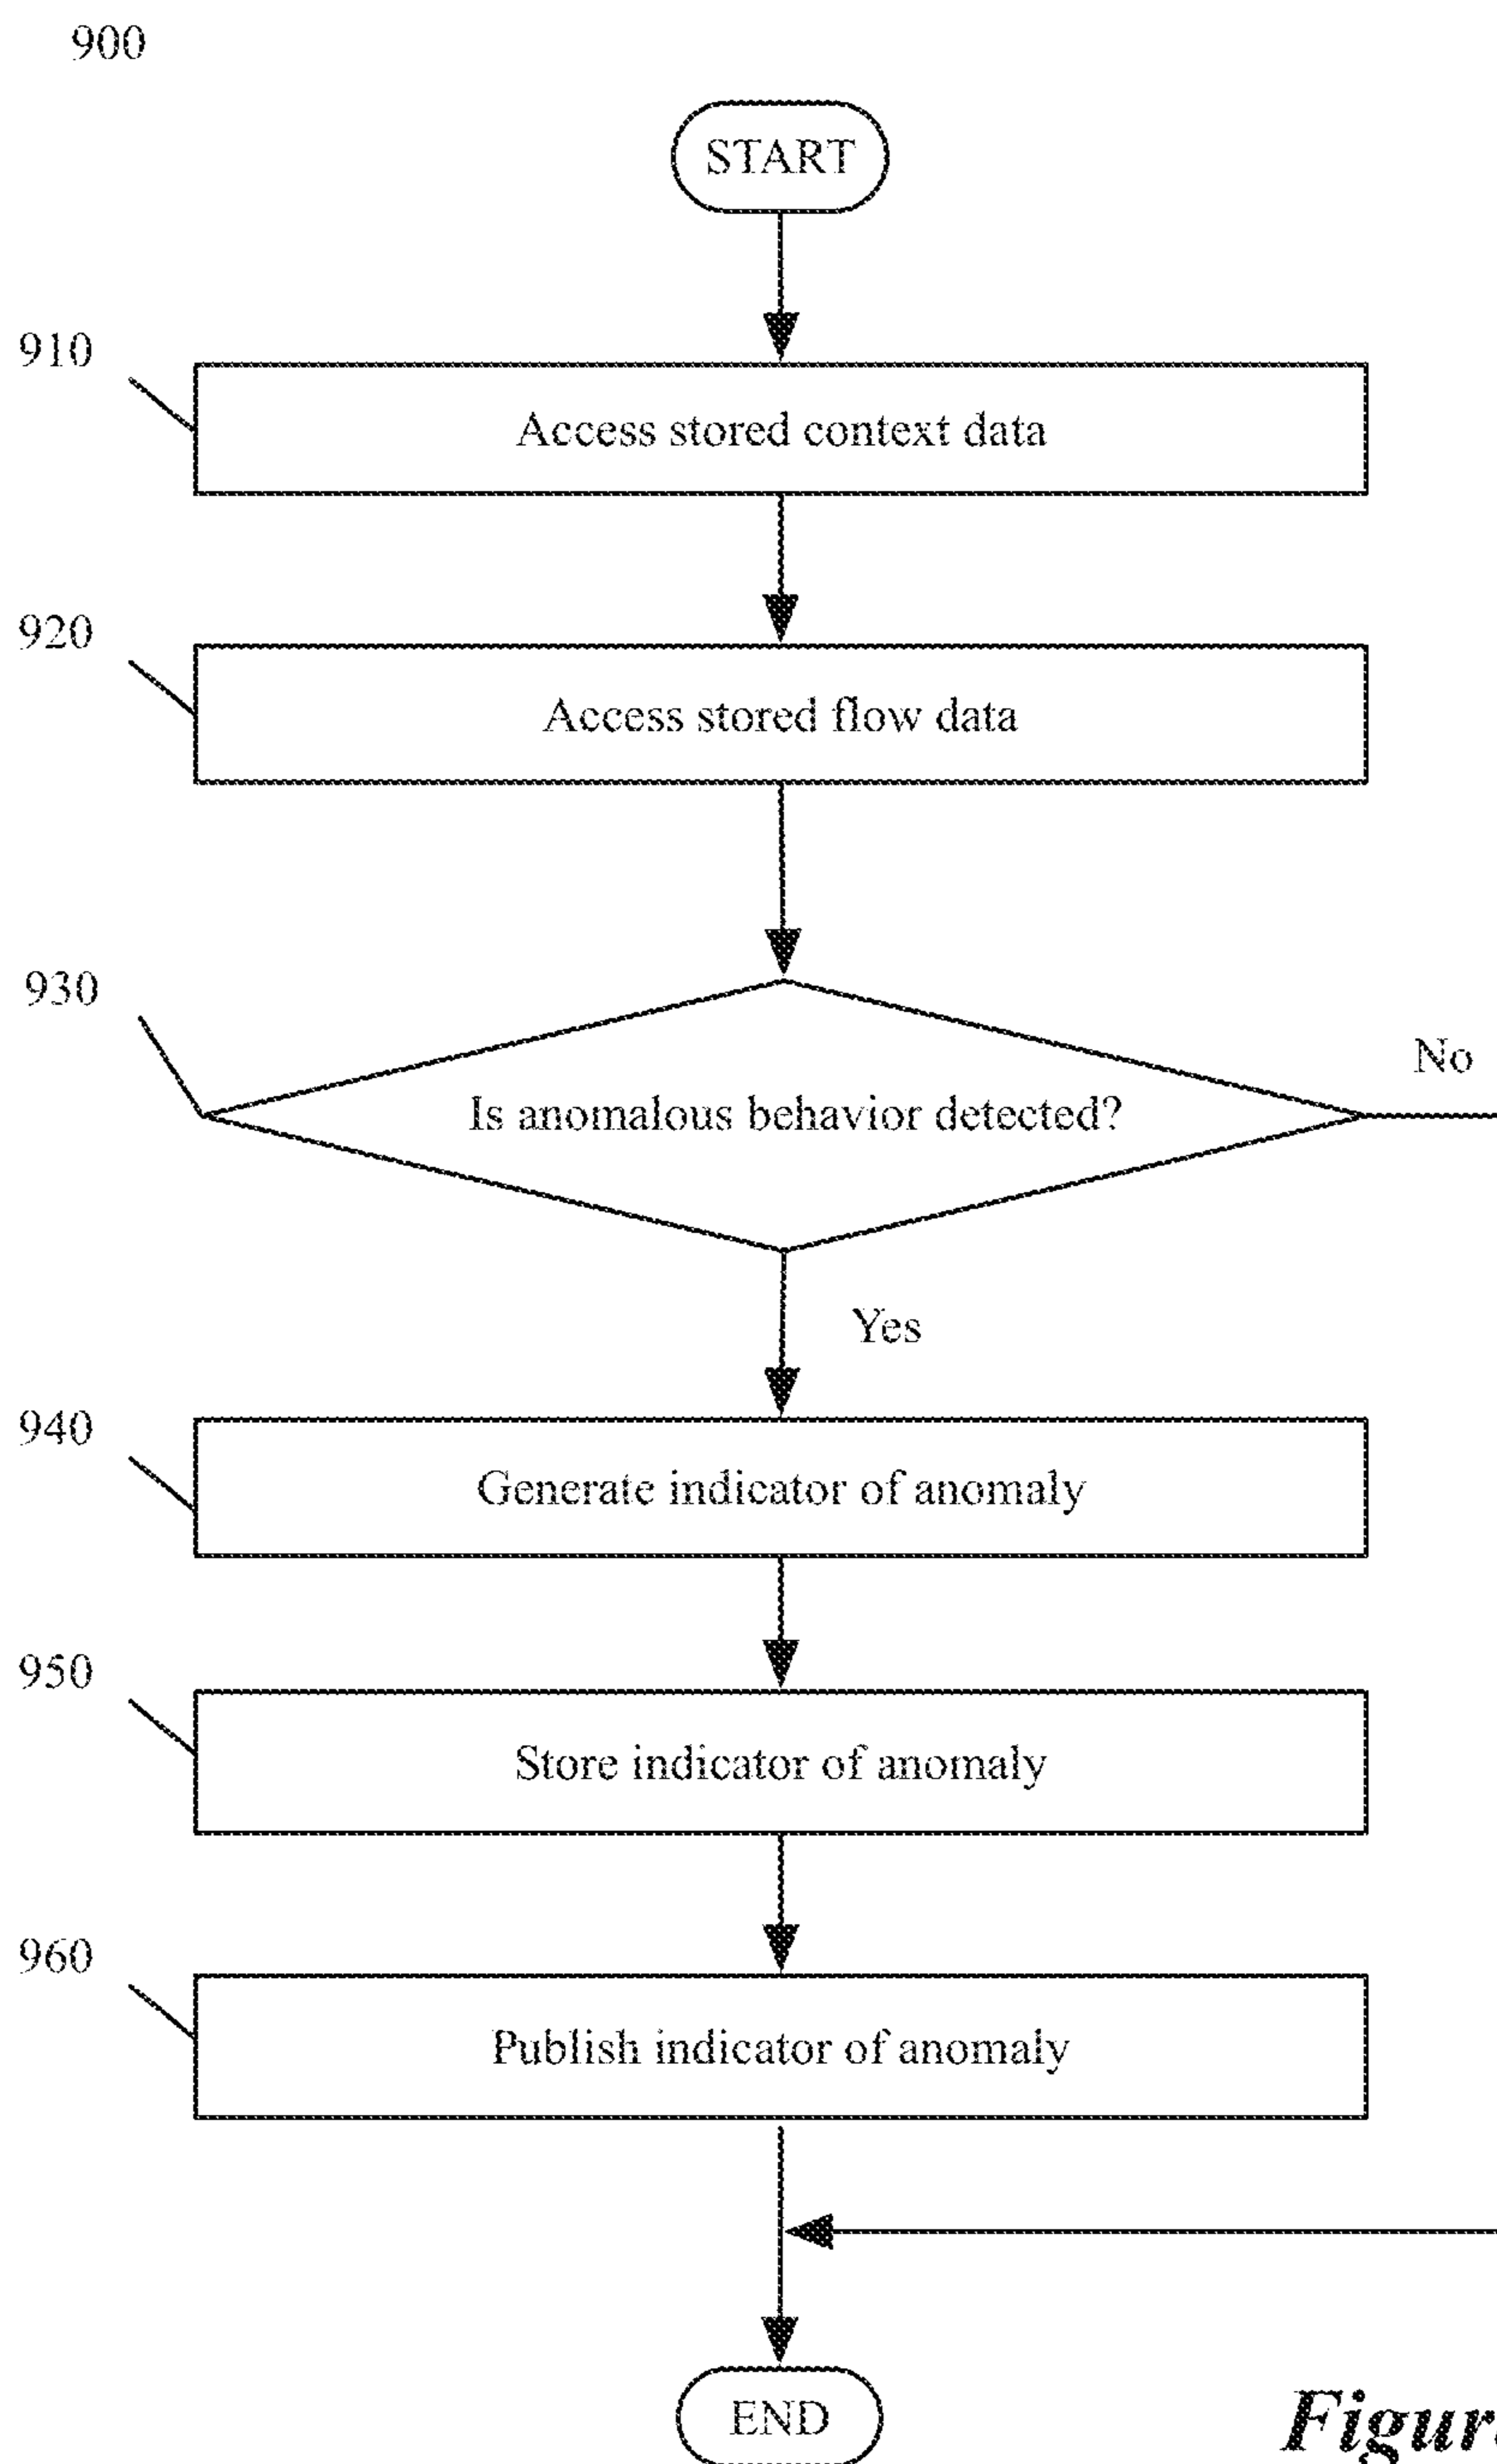 900
START
910
Access stored context data
920
Access stored flow data
930
No
Is anomalous behavior detected?
Yes
940
Generate indicator of anomaly
950
Store indicator of anomaly
960
Publish indicator of anomaly
END